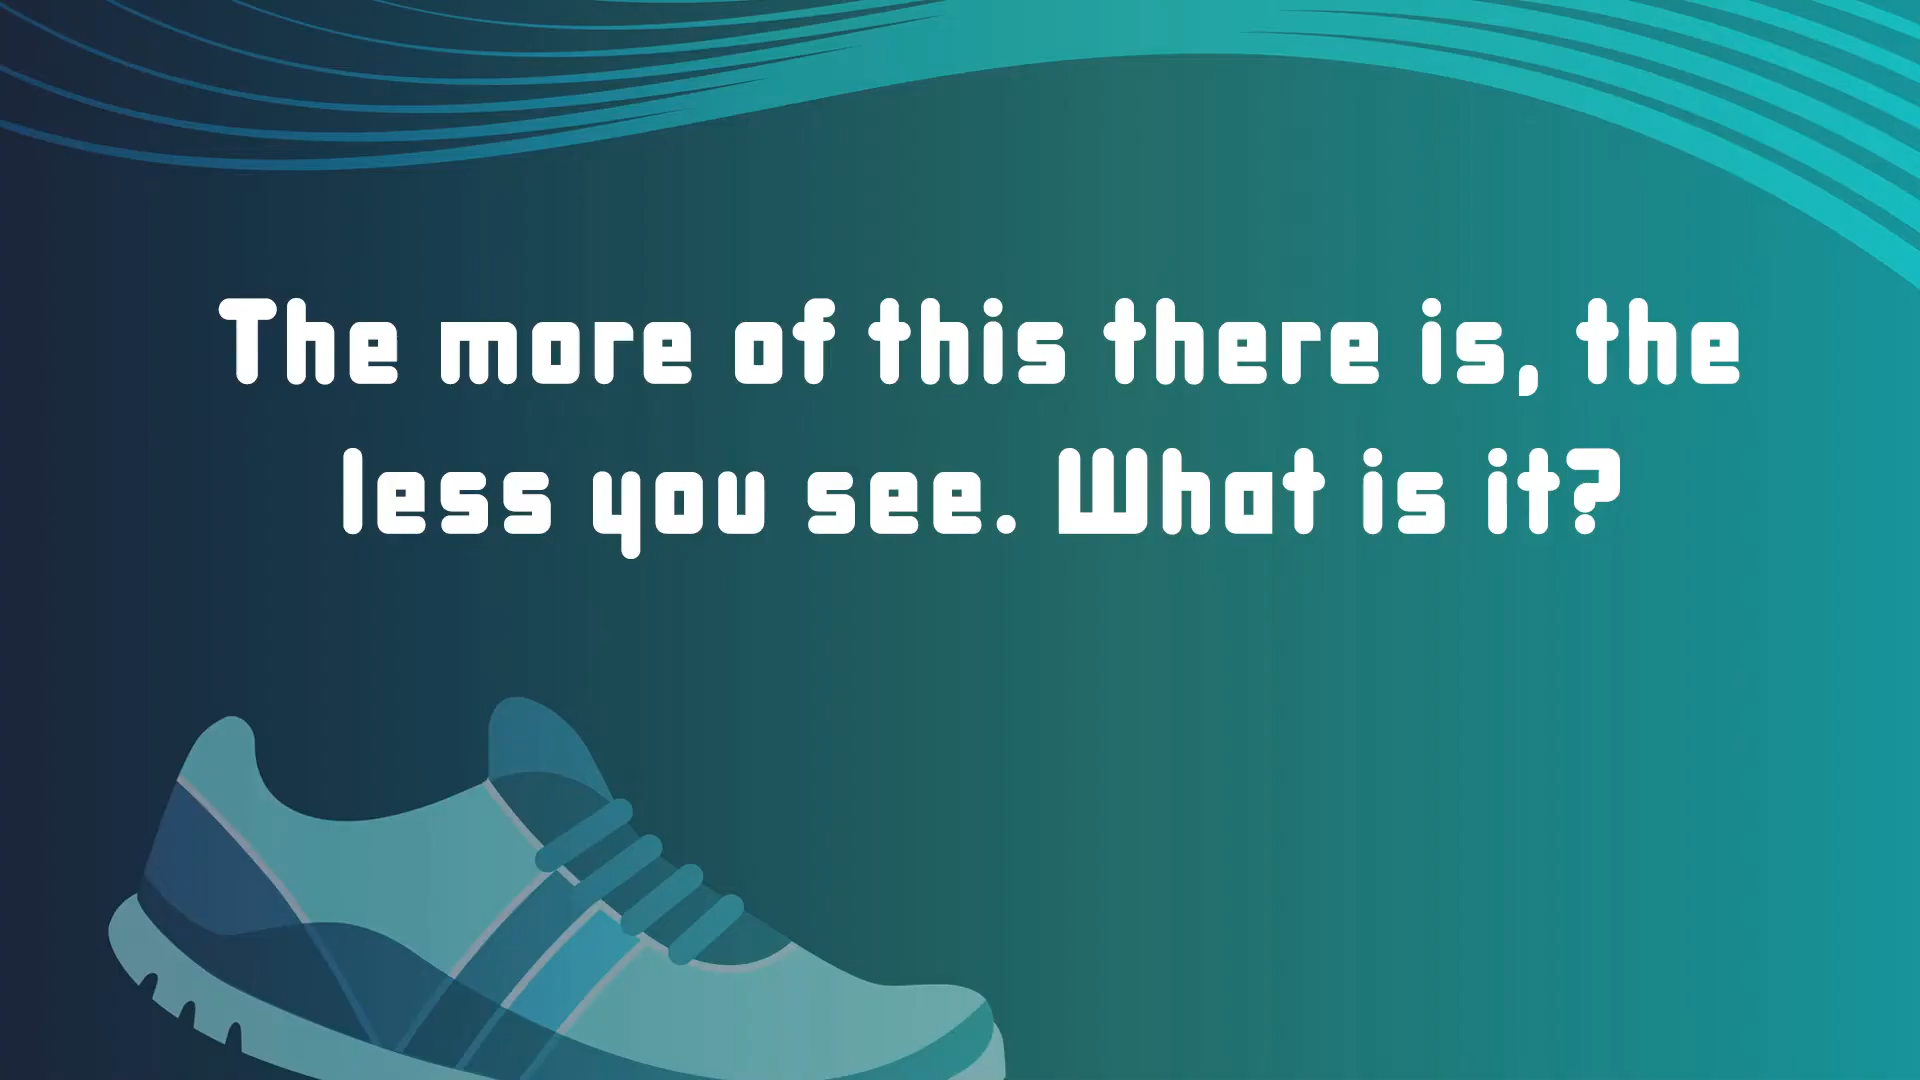 The more of this there is, the
less you see. What is it?